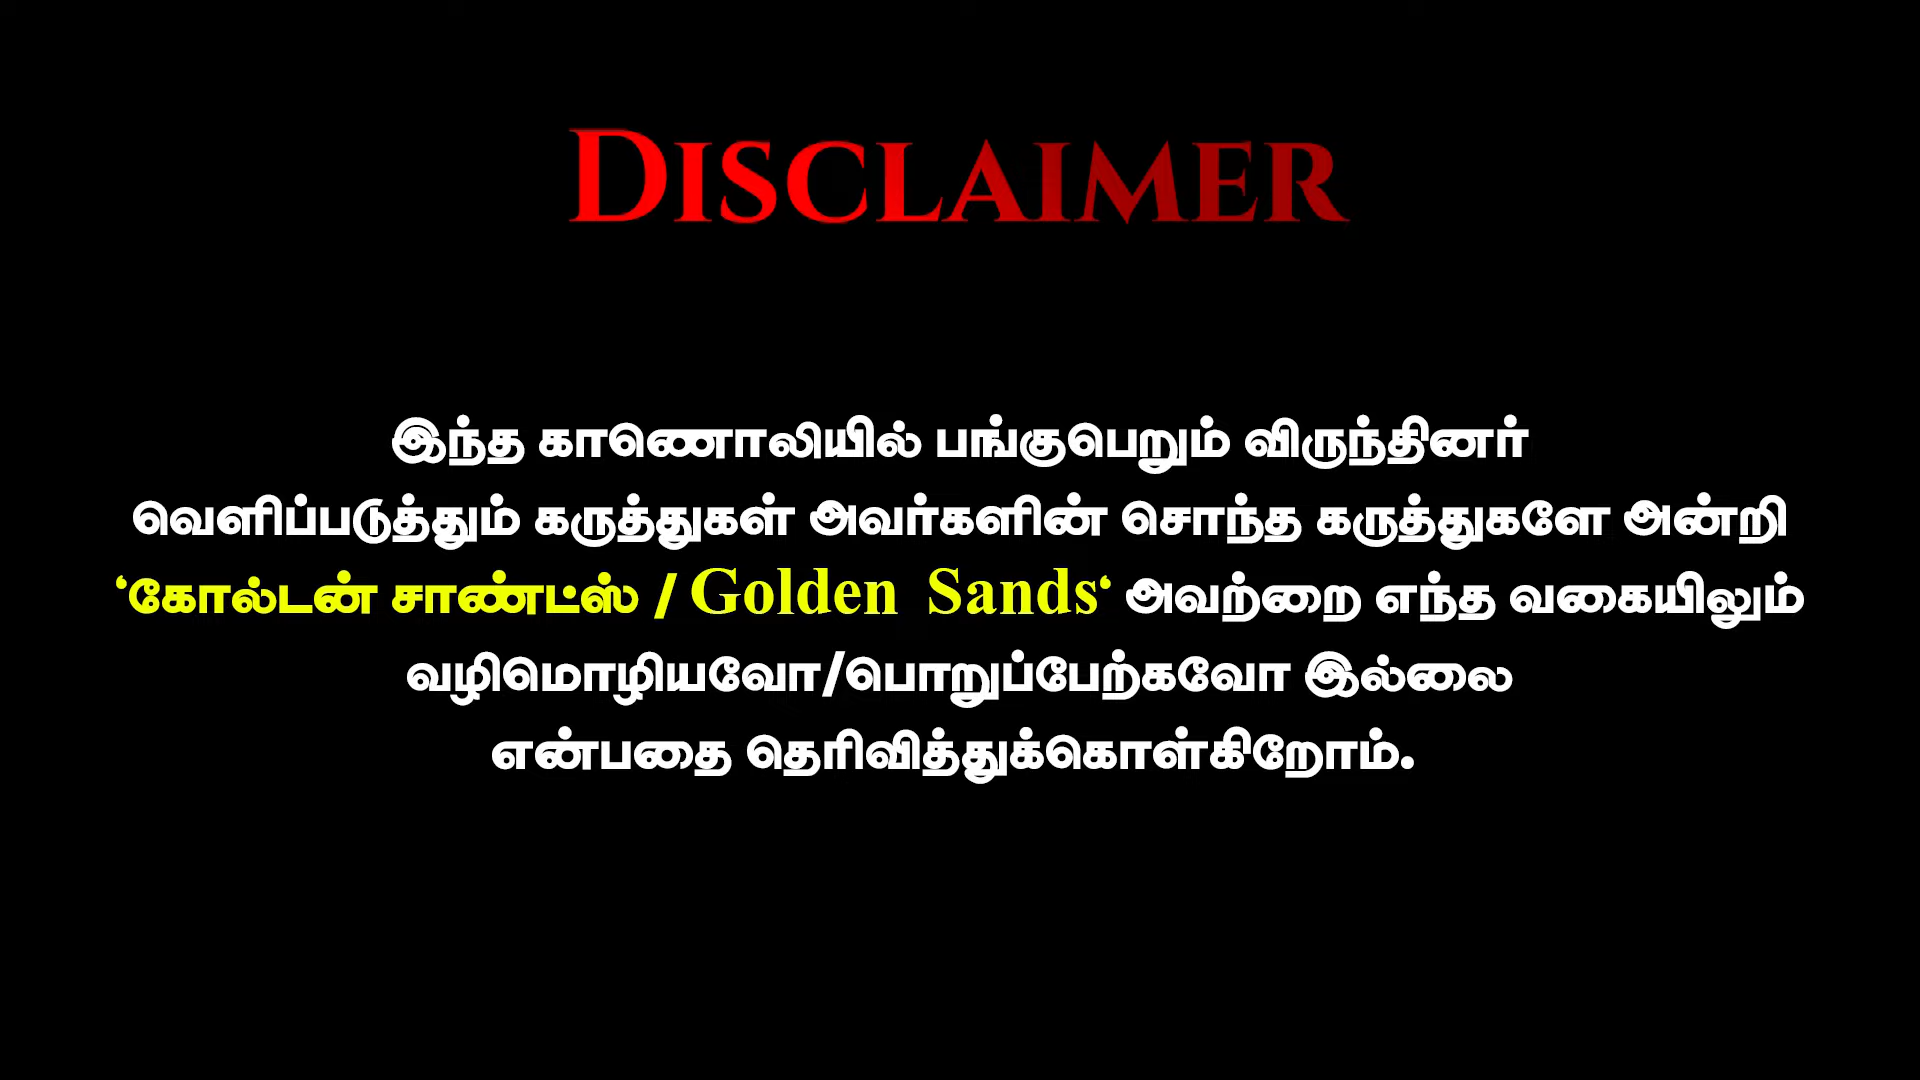 DISCLAIMER
இந்த காணொலியில் பங்குபெறும் விருந்தினர்
வெளிப்படுத்தும் கருத்துகள் அவர்களின் சொந்த கருத்துகளே அன்றி
‘கோல்டன் சாண்ட்ஸ் / Golden Sands‘ அவற்றை எந்த வகையிலும்
வழிமொழியவோ/பொறுப்பேற்கவோ இல்லை
என்பதை தெரிவித்துக்கொள்கிறோம்.